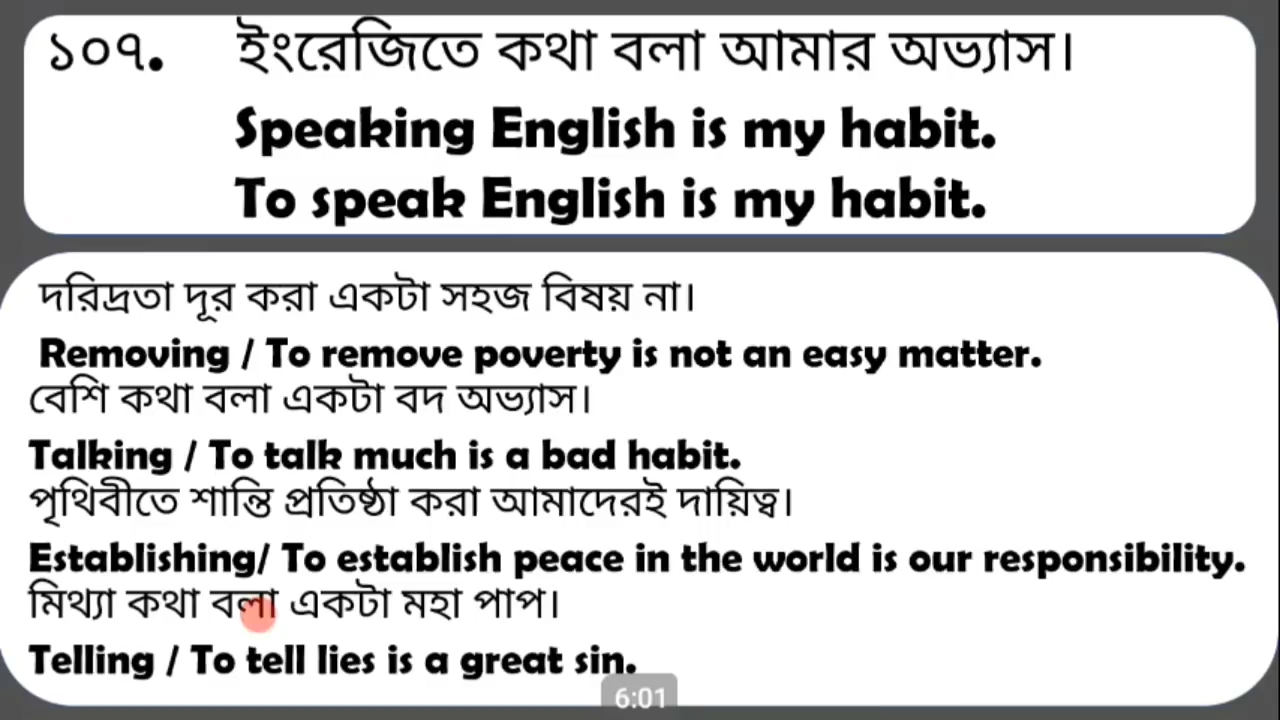 ১০৭. ইংরেজিতে কথা বলা আমার অভ্যাস।
Speaking English is my habit.
To speak English is my habit.
দরিদ্রতা দূর করা একটা সহজ বিষয় না।
Removing / To remove poverty is not an easy matter.
বেশি কথা বলা একটা বদ অভ্যাস।
Talking / To talk much is a bad habit.
পৃথিবীতে শান্তি প্রতিষ্ঠা করা আমাদেরই দায়িত্ব।
Establishing/ To establish peace in the world is our responsibility.
মিথ্যা কথা বলা একটা মহা পাপ।
Telling / To tell lies is a great sin.
6:01